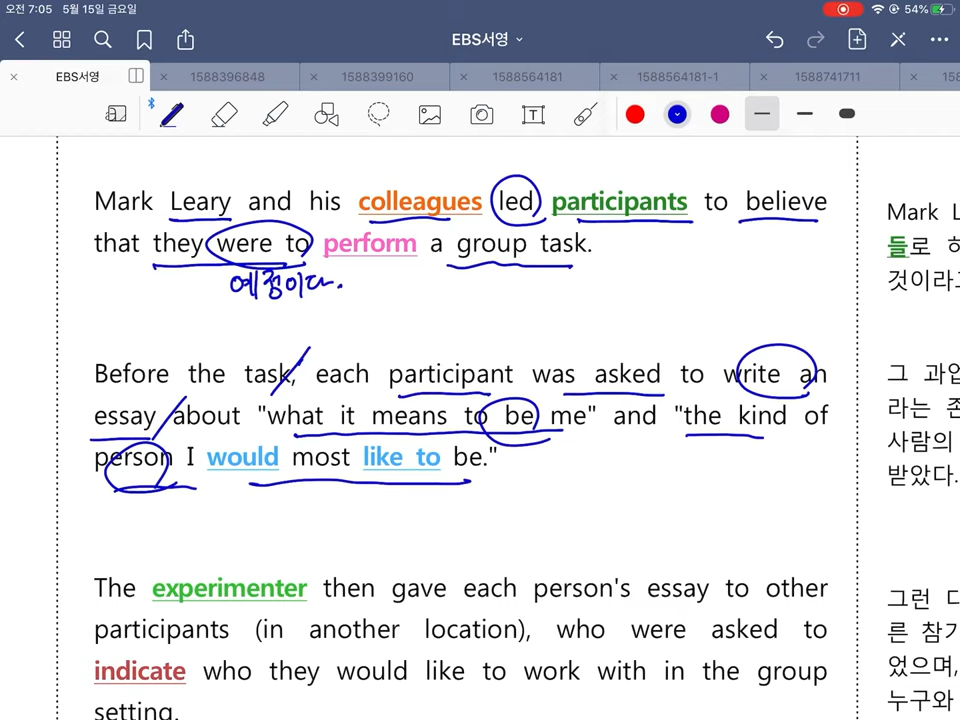 오후 7:05 5월 15일 금요일
54%
EBS서영
EBS서영
1588396848
1588399160
1588564181
1588564181-1
1588741711
Mark Leary and his colleagues led participants to believe
that they were to perform a group task.
예정이다.
Before the task, each participant was asked to write an
essay about "what it means to be me" and "the kind of
person I would most like to be."
The experimenter then gave each person's essay to other
participants (in another location), who were asked to
indicate who they would like to work with in the group
setting.
Mark L
들로 하
것이라고
그 과업
라는 존
사람의
받았다.
그런 다
른 참가
었으며,
누구와